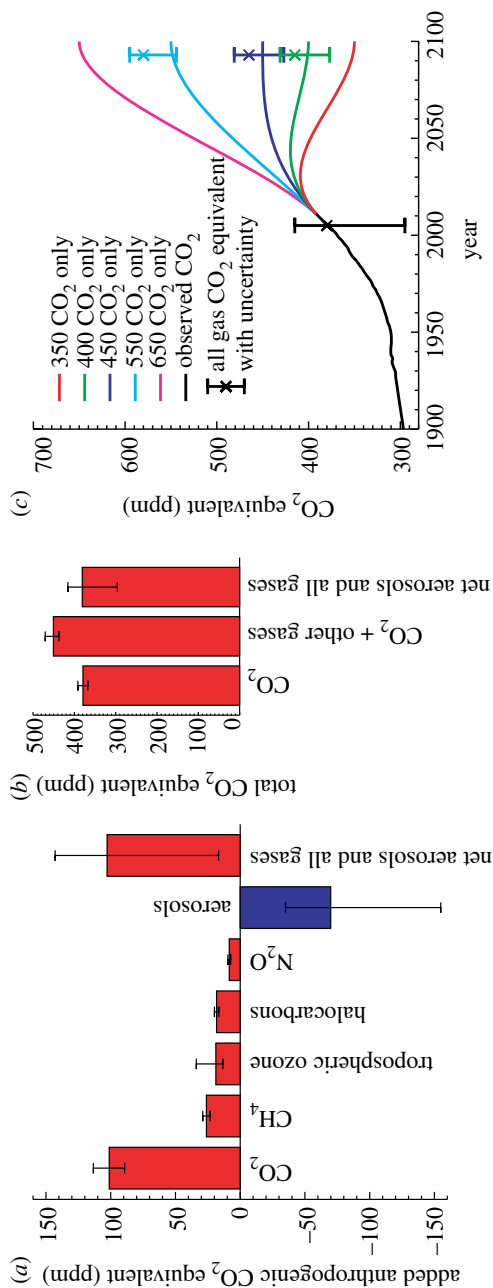 (a)
added anthropogenic CO₂ equivalent (ppm)
150
100
50
0
−50
−100
−150
CO₂
CH₄
tropospheric ozone
halocarbons
N₂O
aerosols
net aerosols and all gases
(b)
total CO₂ equivalent (ppm)
500
400
300
200
100
0
CO₂
CO₂ + other gases
net aerosols and all gases
(c)
CO₂ equivalent (ppm)
700
600
500
400
300
350 CO₂ only
400 CO₂ only
450 CO₂ only
550 CO₂ only
650 CO₂ only
observed CO₂
all gas CO₂ equivalent
with uncertainty
1900
1950
2000
2050
2100
year